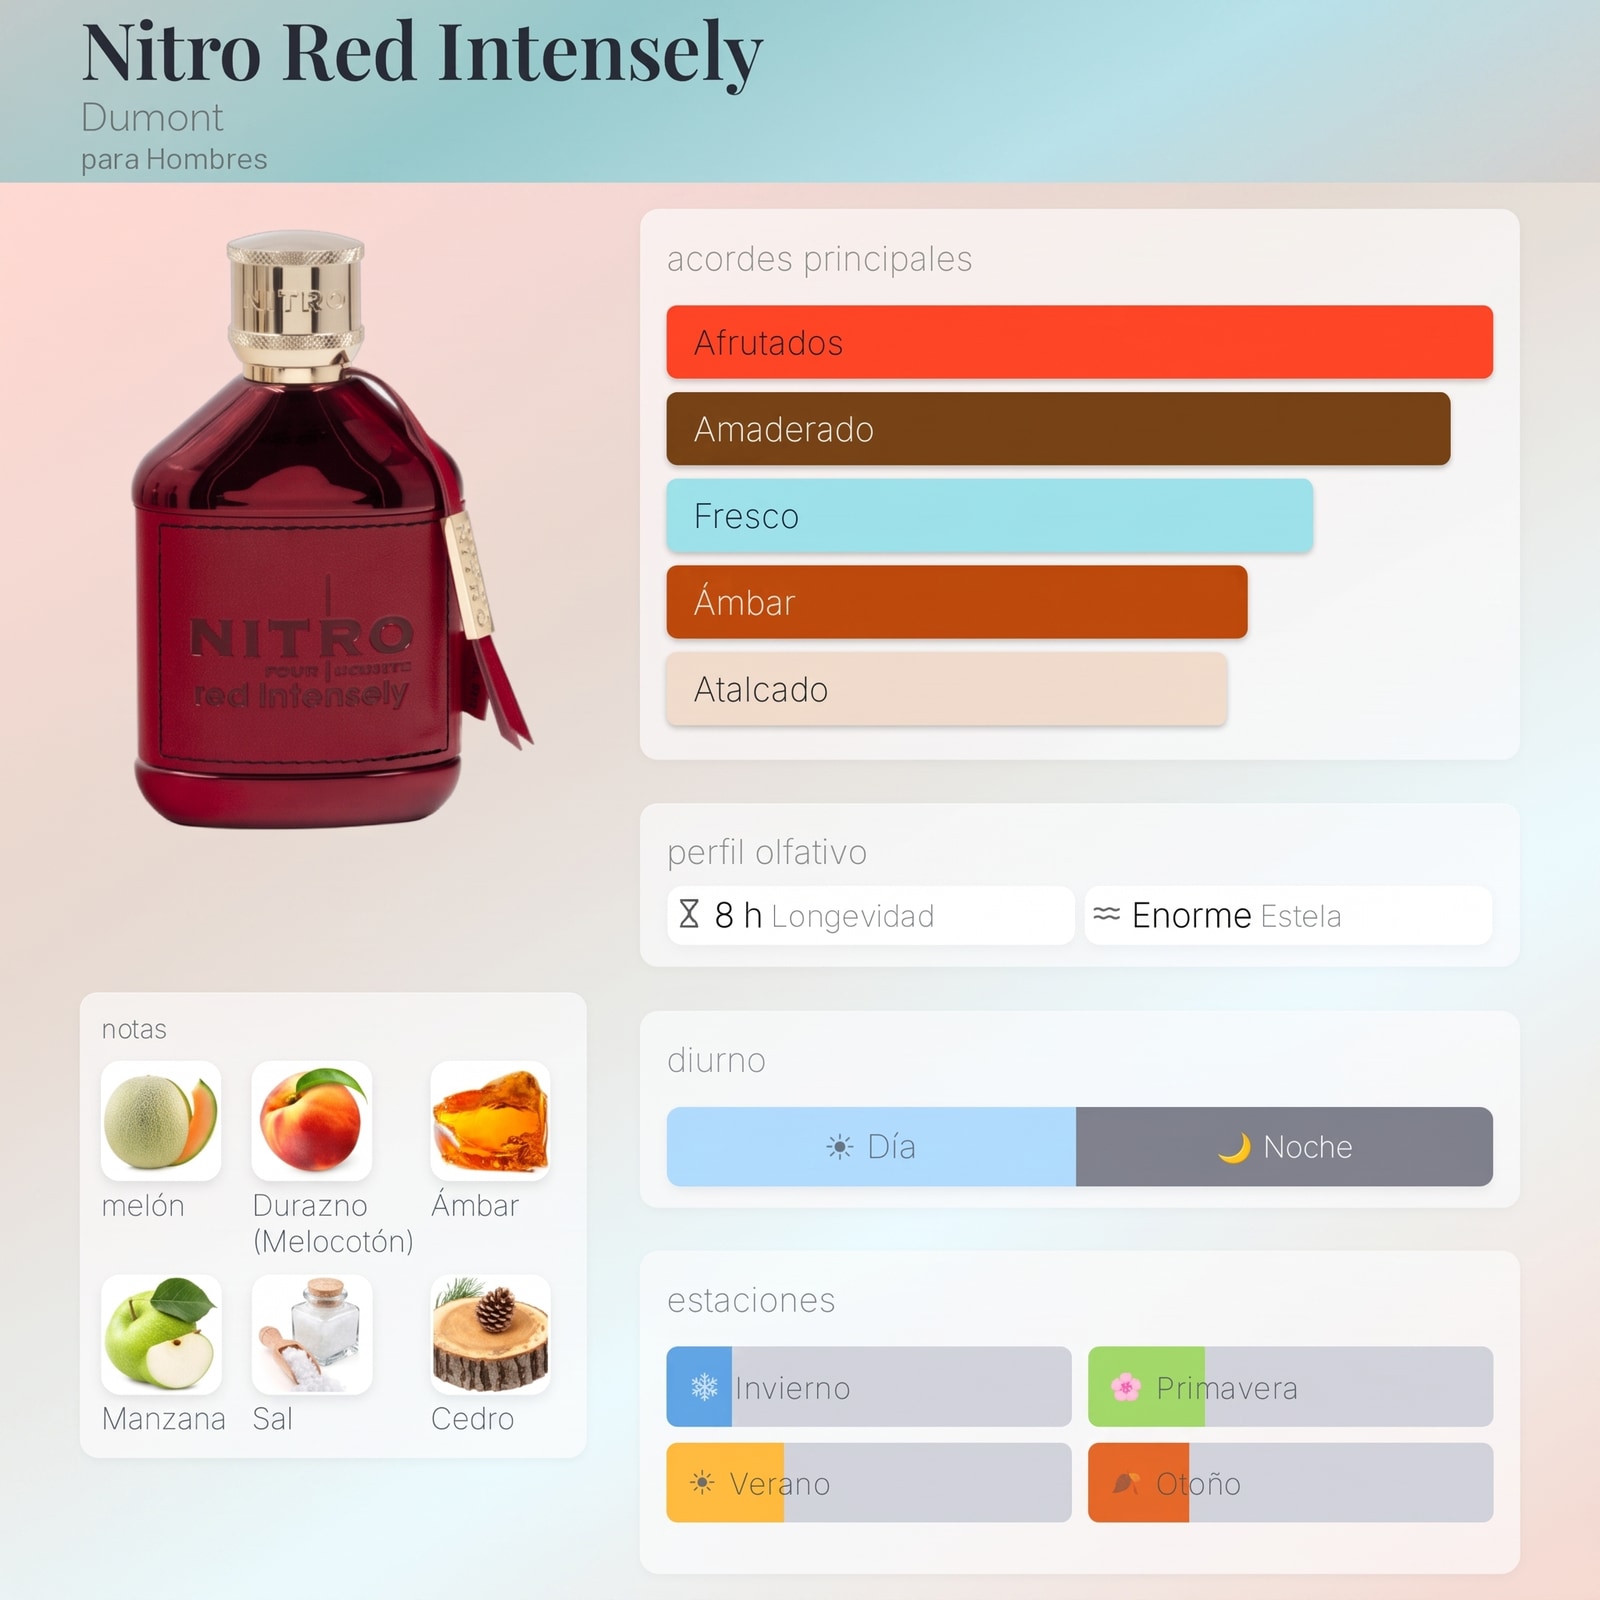 Nitro Red Intensely
Dumont
para Hombres
NITRO
NITRO
red Intensely
acordes principales
Afrutados
Amaderado
Fresco
Ámbar
Atalcado
perfil olfativo
8 h Longevidad
Enorme Estela
diurno
Día
Noche
estaciones
Invierno
Primavera
Verano
Otoño
notas
melón
Durazno
(Melocotón)
Ámbar
Manzana
Sal
Cedro